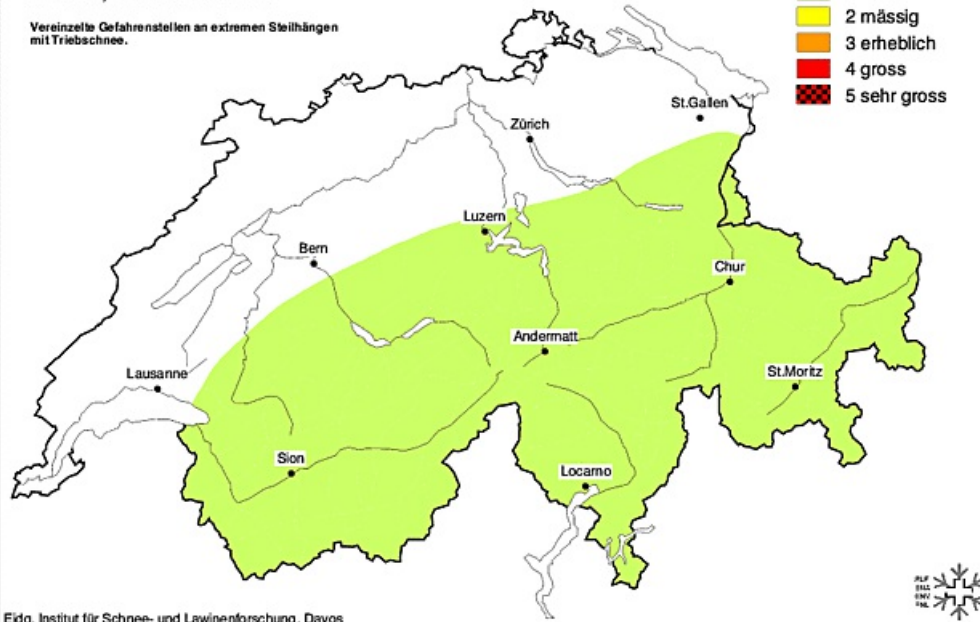 Vereinzelte Gefahrenstellen an extremen Steilhängen
mit Triebschnee.
2 mässig
3 erheblich
4 gross
5 sehr gross
St.Gallen
Zürich
Luzern
Bern
Chur
Andermatt
Lausanne
St.Moritz
Sion
Locarno
SLF
Eidg. Institut für Schnee- und Lawinenforschung, Davos